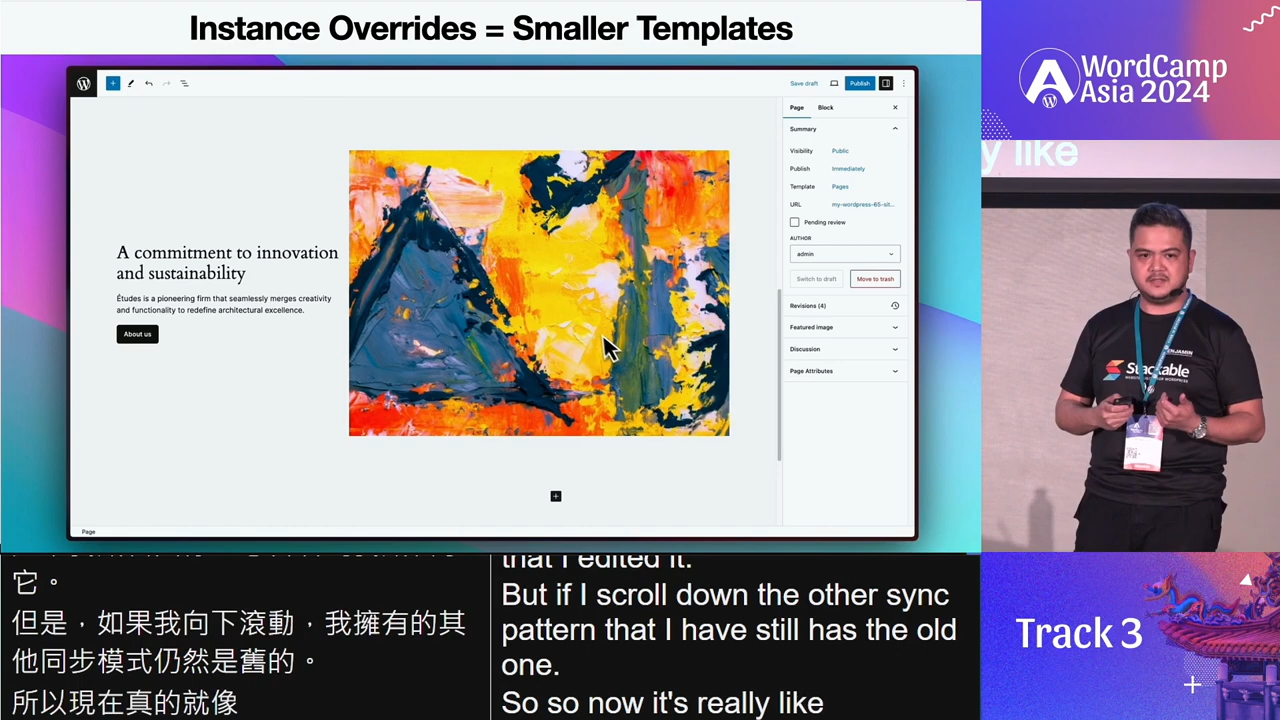 Instance Overrides = Smaller Templates
Save draft
Publish
Page
Block
Summary
Visibility
Public
Publish
Immediately
Template
Pages
URL
my-wordpress-65-sit...
Pending review
AUTHOR
admin
Switch to draft
Move to trash
Revisions (4)
Featured image
Discussion
Page Attributes
A commitment to innovation
and sustainability
Études is a pioneering firm that seamlessly merges creativity
and functionality to redefine architectural excellence.
About us
Page
WordCamp
Asia 2024
y like
BENJAMIN
Stackable
Track 3
它。
但是，如果我向下滾動，我擁有的其
他同步模式仍然是舊的。
所以現在真的就像
that I edited it.
But if I scroll down the other sync
pattern that I have still has the old
one.
So so now it's really like